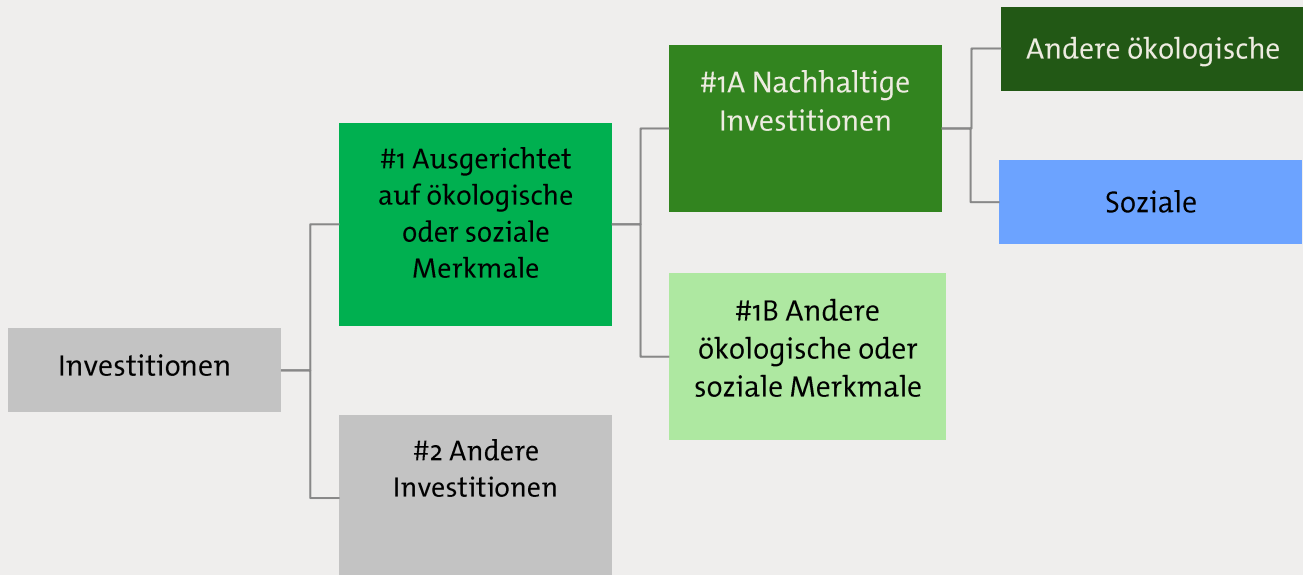 Andere ökologische
#1A Nachhaltige
Investitionen
#1 Ausgerichtet
auf ökologische
oder soziale
Merkmale
Soziale
#1B Andere
ökologische oder
soziale Merkmale
Investitionen
#2 Andere
Investitionen